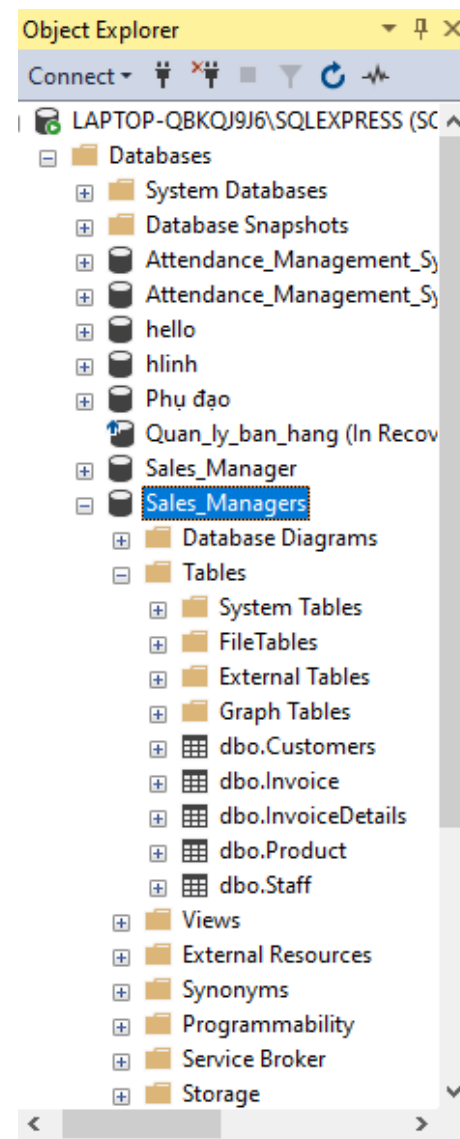 Object Explorer
Connect
LAPTOP-QBKQJ9J6\SQLEXPRESS (SC
Databases
System Databases
Database Snapshots
Attendance_Management_Sy
Attendance_Management_Sy
hello
hlinh
Phụ đạo
Quan_ly_ban_hang (In Recov
Sales_Manager
Sales_Managers
Database Diagrams
Tables
System Tables
FileTables
External Tables
Graph Tables
dbo.Customers
dbo.Invoice
dbo.InvoiceDetails
dbo.Product
dbo.Staff
Views
External Resources
Synonyms
Programmability
Service Broker
Storage